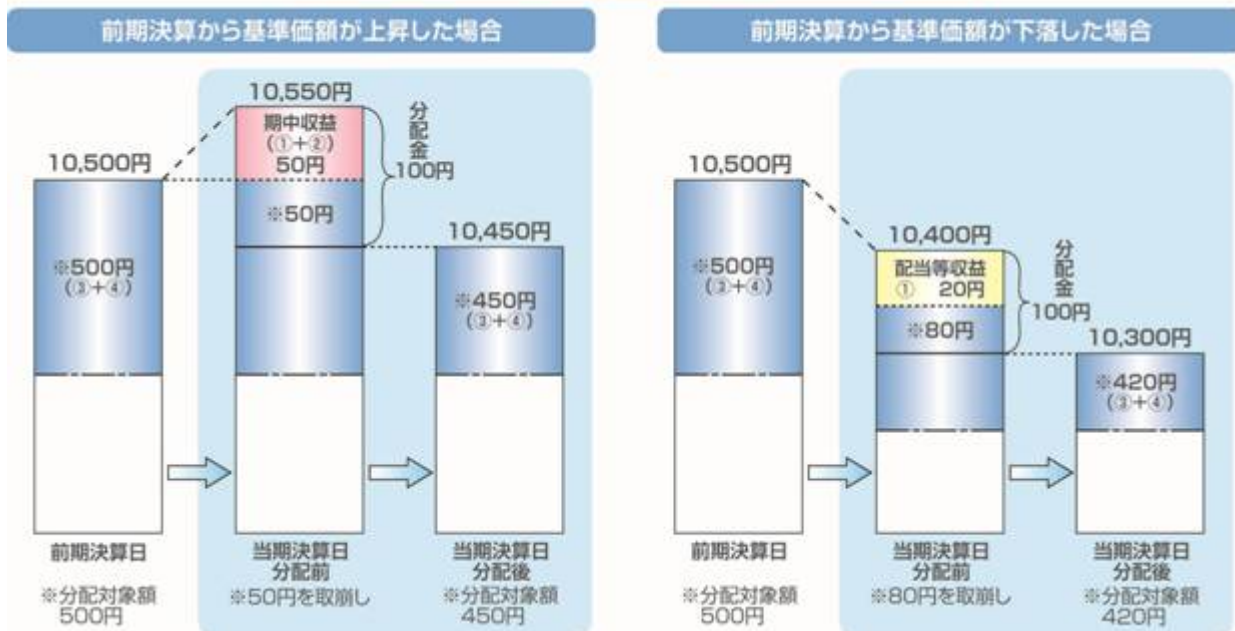 前期決算から基準価額が上昇した場合
10,550円
期中収益
(①+②)
50円
分配金
100円
10,500円
※50円
10,450円
※500円
(③+④)
※450円
(③+④)
前期決算日
当期決算日
分配前
当期決算日
分配後
※分配対象額
500円
※50円を取崩し
※分配対象額
450円
前期決算から基準価額が下落した場合
10,500円
10,400円
配当等収益
① 20円
分配金
100円
※500円
(③+④)
※80円
10,300円
※420円
(③+④)
前期決算日
当期決算日
分配前
当期決算日
分配後
※分配対象額
500円
※80円を取崩し
※分配対象額
420円